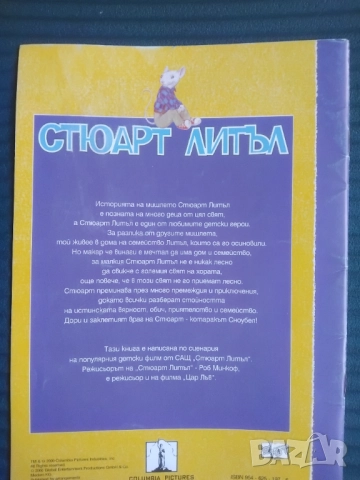 СТЮАРТ ЛИТЪЛ
Историята на мишлето Стюарт Литъл
е позната на много деца от цял свят,
а Стюарт Литъл е един от любимите детски герои.
За разлика от другите мишлета,
той живее в дома на семейство Литъл, които са го осиновили.
Но макар че винаги е мечтал да има дом и семейство,
за малкия Стюарт Литъл не е никак лесно
да свикне с големия свят на хората,
още повече, че в този свят не го приемат лесно.
Стюарт преминава през много премеждия и приключения,
докато всички разберат стойността
на истинската вярност, обич, приятелство и семейство.
Дори и заклетият враг на Стюарт - котаракът Сноубел!
Тази книга е написана по сценария
на популярния детски филм от САЩ „Стюарт Литъл".
Режисьорът на „Стюарт Литъл" - Роб Минкоф,
е режисьор и на филма „Цар Лъв".
COLUMBIA PICTURES
ISBN 954
bazar.bg